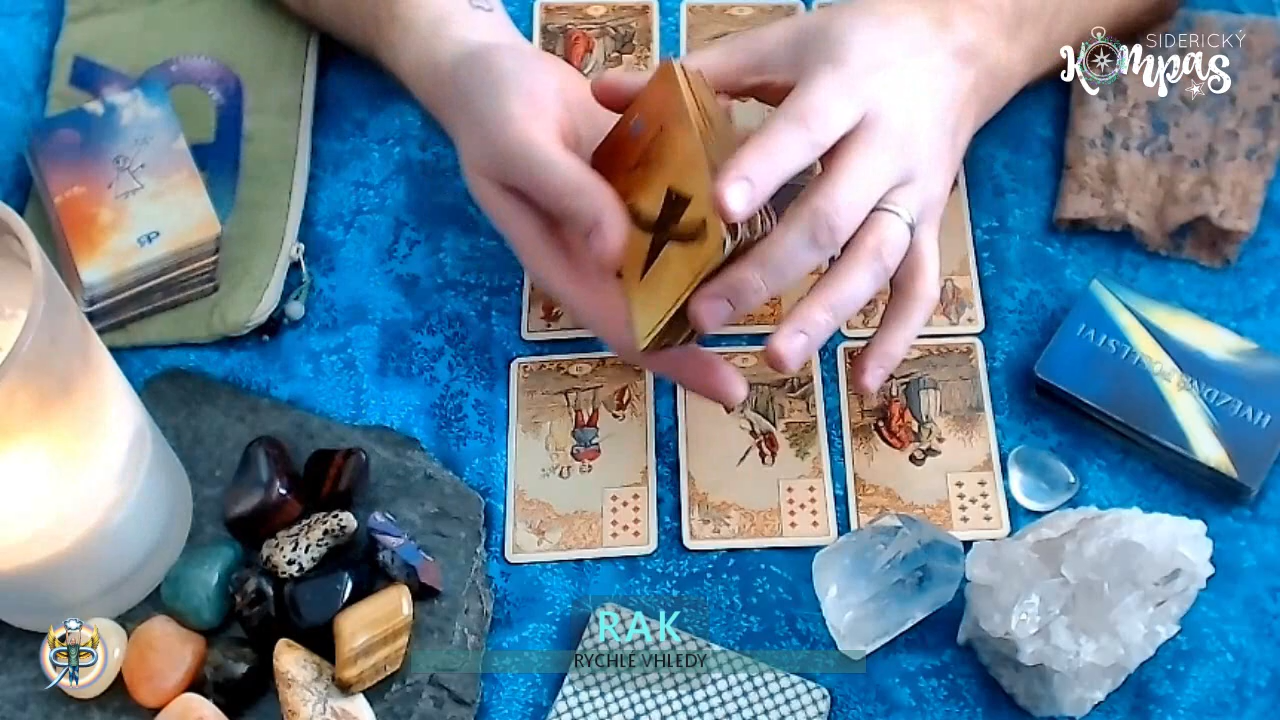 SIDERICKÝ
KOmpas
HVĚZDNÁ POSELSTVÍ
RAK
RYCHLÉ VHLEDY